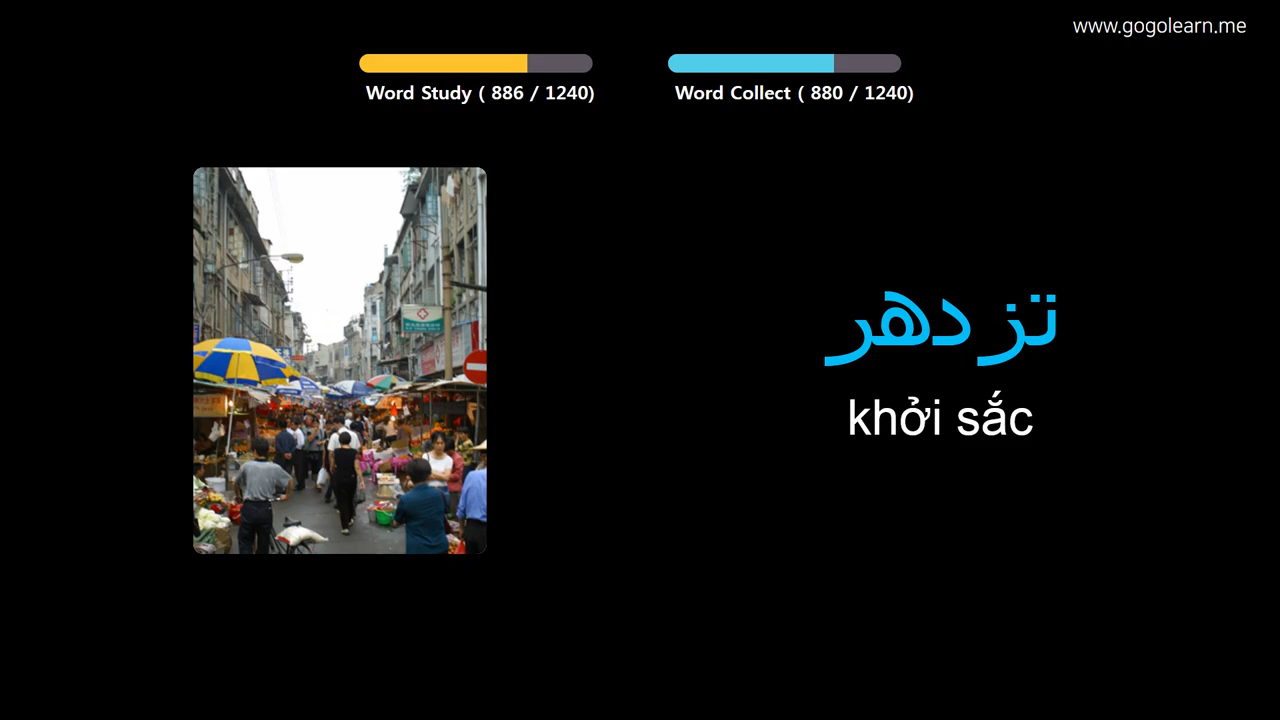 www.gogolearn.me
Word Study ( 886 / 1240)
Word Collect ( 880 / 1240)
تزدهر
khởi sắc